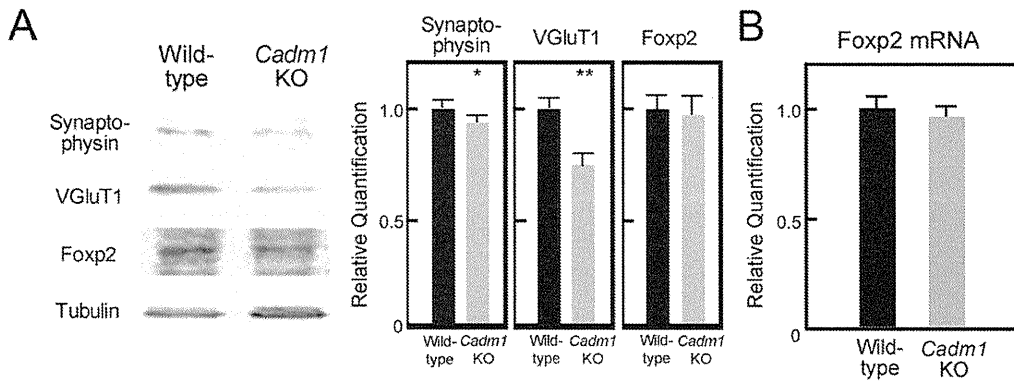 A
Wild-
type
Cadm1
KO
Synapto-
physin
VGluT1
Foxp2
Tubulin
Synapto-
physin
VGluT1
Foxp2
Relative Quantification
1.0
0.5
0
*
**
Wild-
type
Cadm1
KO
Wild-
type
Cadm1
KO
Wild-
type
Cadm1
KO
B
Foxp2 mRNA
Relative Quantification
1.0
0.5
0
Wild-
type
Cadm1
KO